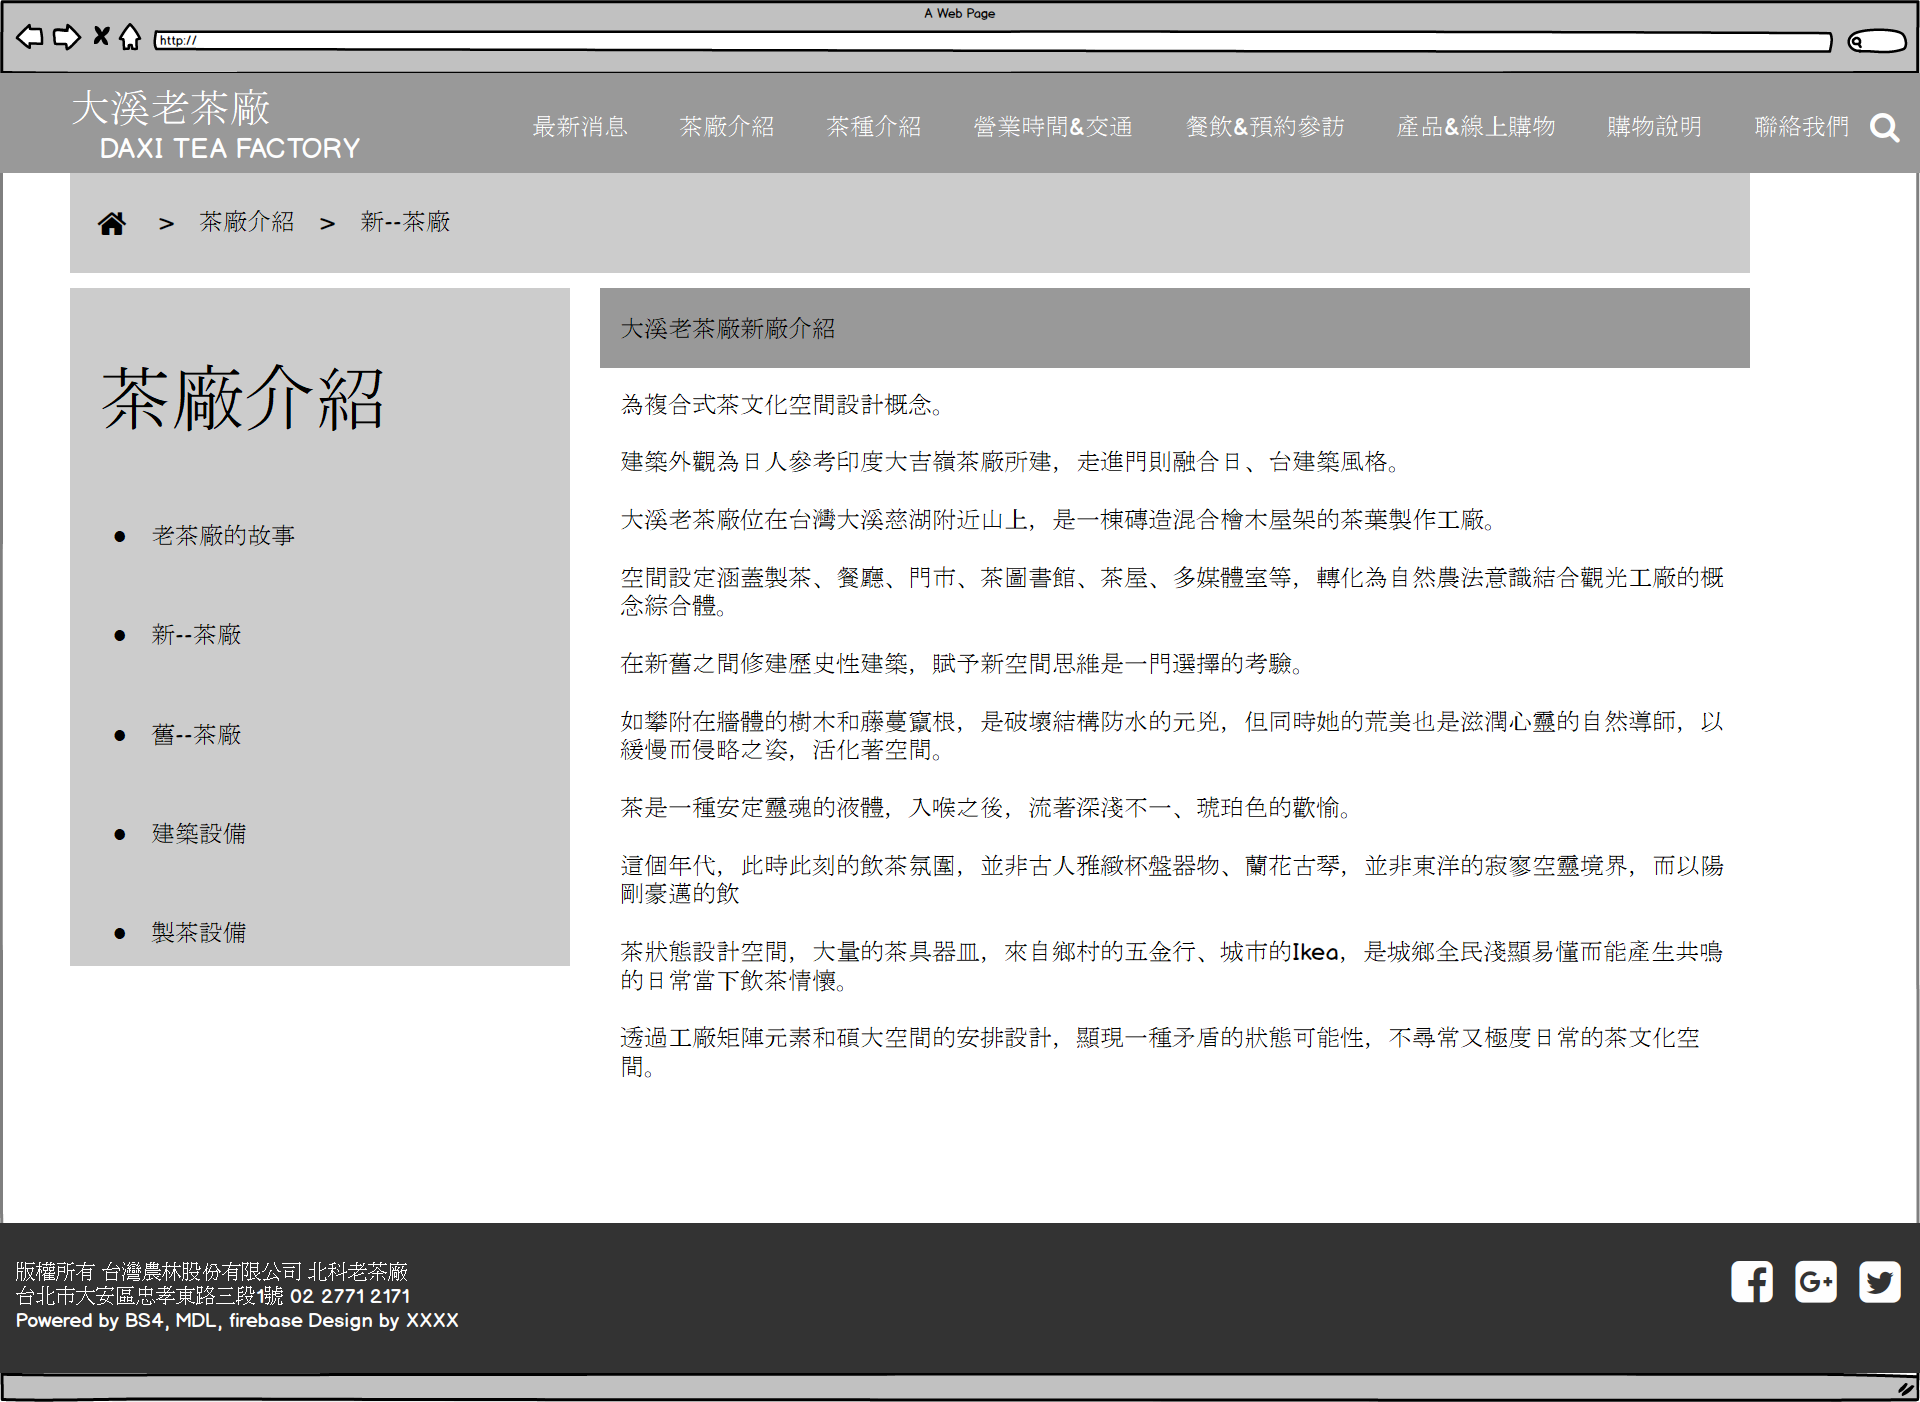 A Web Page
http://
大溪老茶廠
DAXI TEA FACTORY
最新消息 茶廠介紹 茶種介紹 營業時間&交通 餐飲&預約參訪 產品&線上購物 購物說明 聯絡我們
> 茶廠介紹 > 新--茶廠
茶廠介紹
● 老茶廠的故事
● 新--茶廠
● 舊--茶廠
● 建築設備
● 製茶設備
大溪老茶廠新廠介紹
為複合式茶文化空間設計概念。
建築外觀為日人參考印度大吉嶺茶廠所建，走進門則融合日、台建築風格。
大溪老茶廠位在台灣大溪慈湖附近山上，是一棟磚造混合檜木屋架的茶葉製作工廠。
空間設定涵蓋製茶、餐廳、門市、茶圖書館、茶屋、多媒體室等，轉化為自然農法意識結合觀光工廠的概
念綜合體。
在新舊之間修建歷史性建築，賦予新空間思維是一門選擇的考驗。
如攀附在牆體的樹木和藤蔓竄根，是破壞結構防水的元兇，但同時她的荒美也是滋潤心靈的自然導師，以
緩慢而侵略之姿，活化著空間。
茶是一種安定靈魂的液體，入喉之後，流著深淺不一、琥珀色的歡愉。
這個年代，此時此刻的飲茶氛圍，並非古人雅緻杯盤器物、蘭花古琴，並非東洋的寂寥空靈境界，而以陽
剛豪邁的飲
茶狀態設計空間，大量的茶具器皿，來自鄉村的五金行、城市的Ikea，是城鄉全民淺顯易懂而能產生共鳴
的日常當下飲茶情懷。
透過工廠矩陣元素和碩大空間的安排設計，顯現一種矛盾的狀態可能性，不尋常又極度日常的茶文化空
間。
版權所有 台灣農林股份有限公司 北科老茶廠
台北市大安區忠孝東路三段1號 02 2771 2171
Powered by BS4, MDL, firebase Design by XXXX